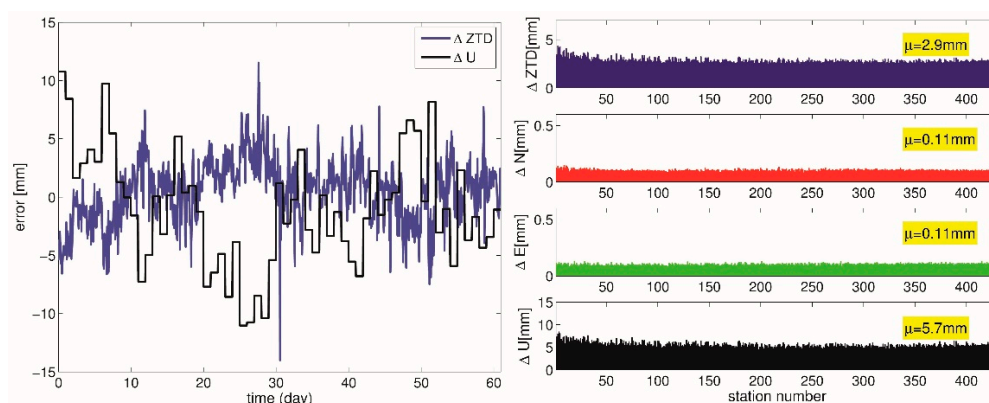 15
10
5
0
−5
−10
−15
error [mm]
Δ ZTD
Δ U
0 10 20 30 40 50 60
time (day)
Δ ZTD[mm]
5
0
μ=2.9mm
50 100 150 200 250 300 350 400
Δ N[mm]
0.5
0
μ=0.11mm
50 100 150 200 250 300 350 400
Δ E[mm]
0.5
0
μ=0.11mm
50 100 150 200 250 300 350 400
Δ U[mm]
15
10
5
0
μ=5.7mm
50 100 150 200 250 300 350 400
station number